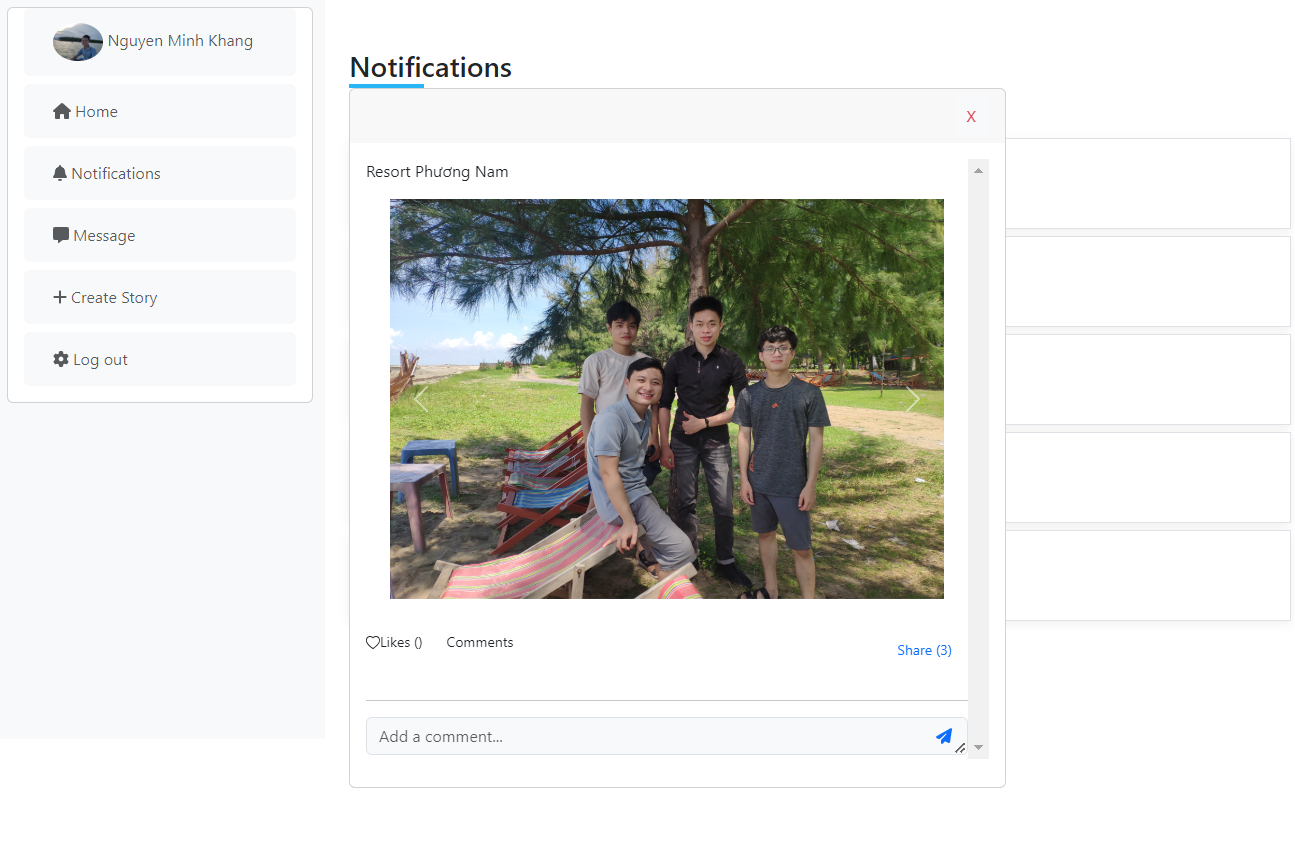 Nguyen Minh Khang
Home
Notifications
Message
Create Story
Log out
Notifications
X
Resort Phương Nam
Likes ()
Comments
Share (3)
Add a comment...